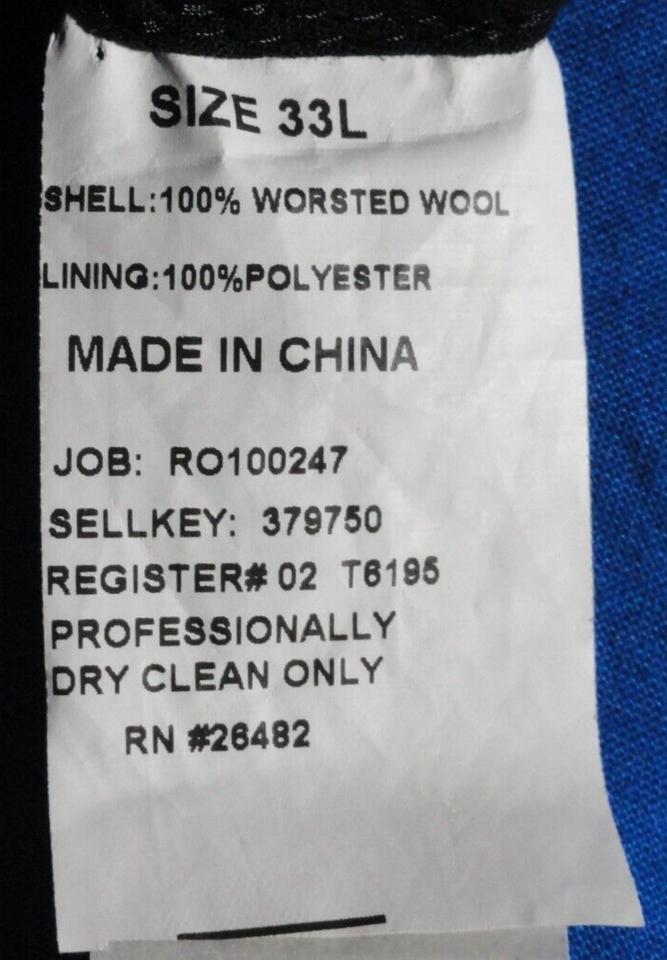 SIZE 33L
SHELL:100% WORSTED WOOL
LINING:100%POLYESTER
MADE IN CHINA
JOB: RO100247
SELLKEY: 379750
REGISTER# 02 T6195
PROFESSIONALLY
DRY CLEAN ONLY
RN #26482